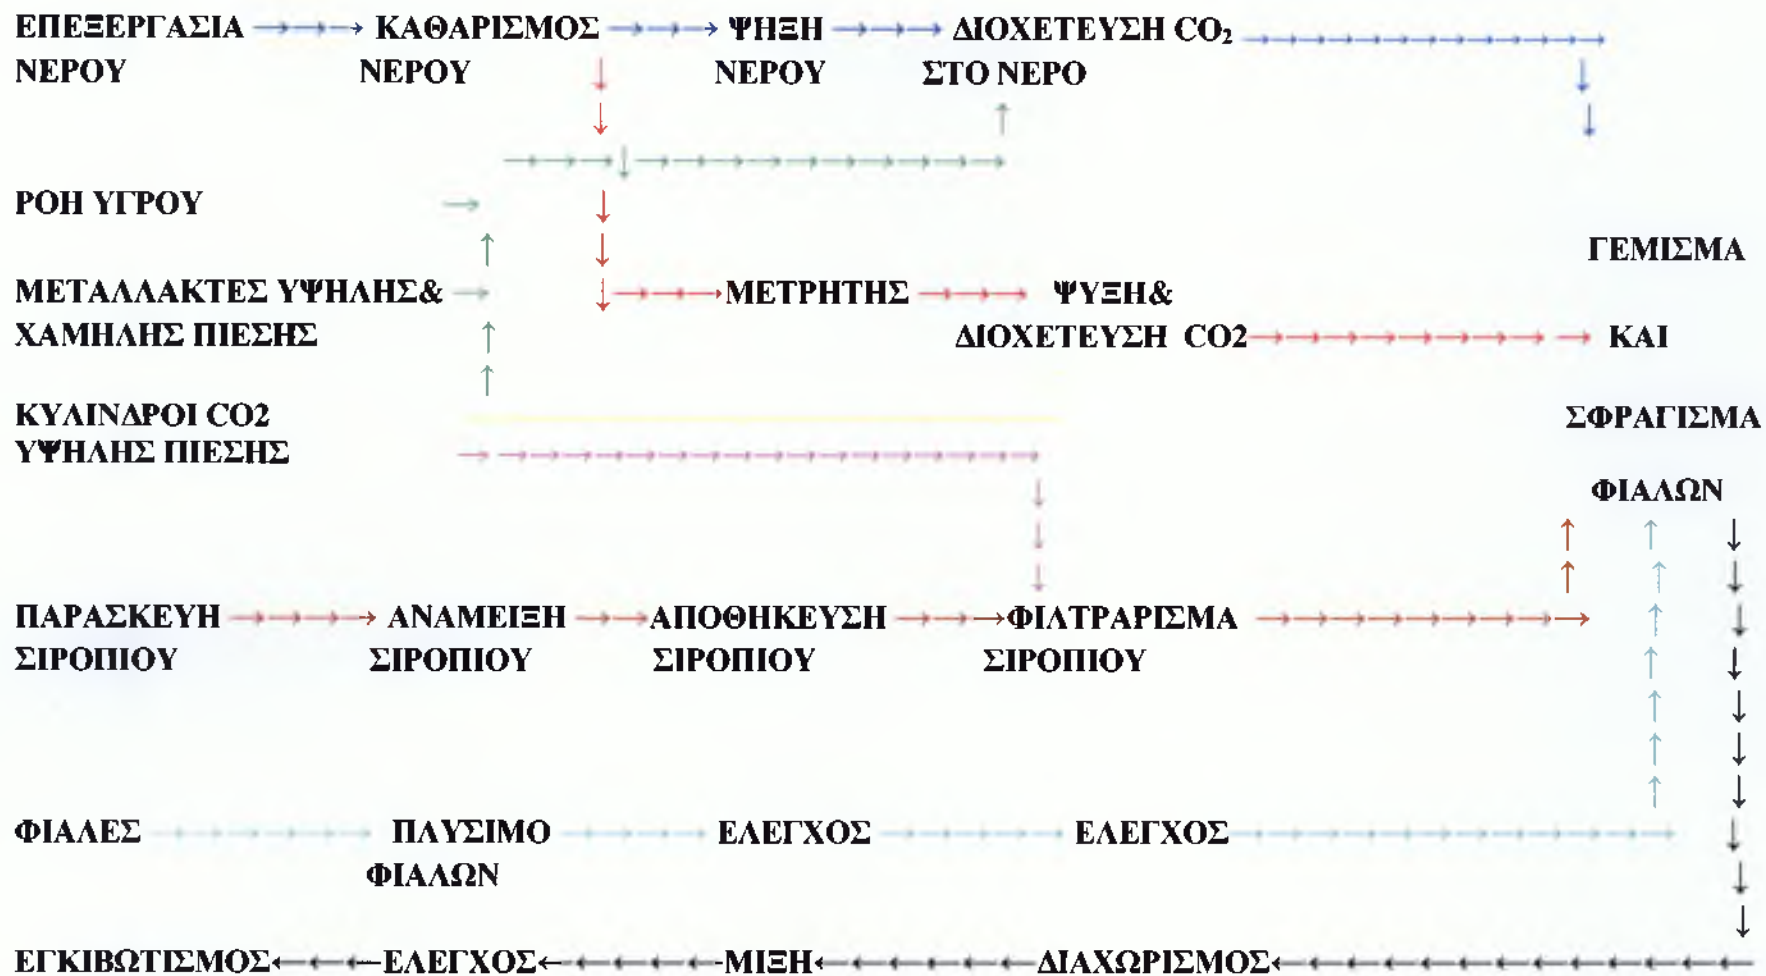 ΕΠΕΞΕΡΓΑΣΙΑ ΚΑΘΑΡΙΣΜΟΣ ΨΗΞΗ ΔΙΟΧΕΤΕΥΣΗ CO₂
ΝΕΡΟΥ ΝΕΡΟΥ ΝΕΡΟΥ ΣΤΟ ΝΕΡΟ
ΡΟΗ ΥΓΡΟΥ
ΓΕΜΙΣΜΑ
ΜΕΤΑΛΛΑΚΤΕΣ ΥΨΗΛΗΣ& ΜΕΤΡΗΤΗΣ ΨΥΞΗ&
ΧΑΜΗΛΗΣ ΠΙΕΣΗΣ ΔΙΟΧΕΤΕΥΣΗ CO2 ΚΑΙ
ΚΥΛΙΝΔΡΟΙ CO2 ΣΦΡΑΓΙΣΜΑ
ΥΨΗΛΗΣ ΠΙΕΣΗΣ
ΦΙΑΛΩΝ
ΠΑΡΑΣΚΕΥΗ ΑΝΑΜΕΙΞΗ ΑΠΟΘΗΚΕΥΣΗ ΦΙΛΤΡΑΡΙΣΜΑ
ΣΙΡΟΠΙΟΥ ΣΙΡΟΠΙΟΥ ΣΙΡΟΠΙΟΥ ΣΙΡΟΠΙΟΥ
ΦΙΑΛΕΣ ΠΛΥΣΙΜΟ ΕΛΕΓΧΟΣ ΕΛΕΓΧΟΣ
ΦΙΑΛΩΝ
ΕΓΚΙΒΩΤΙΣΜΟΣ ΕΛΕΓΧΟΣ ΜΙΞΗ ΔΙΑΧΩΡΙΣΜΟΣ